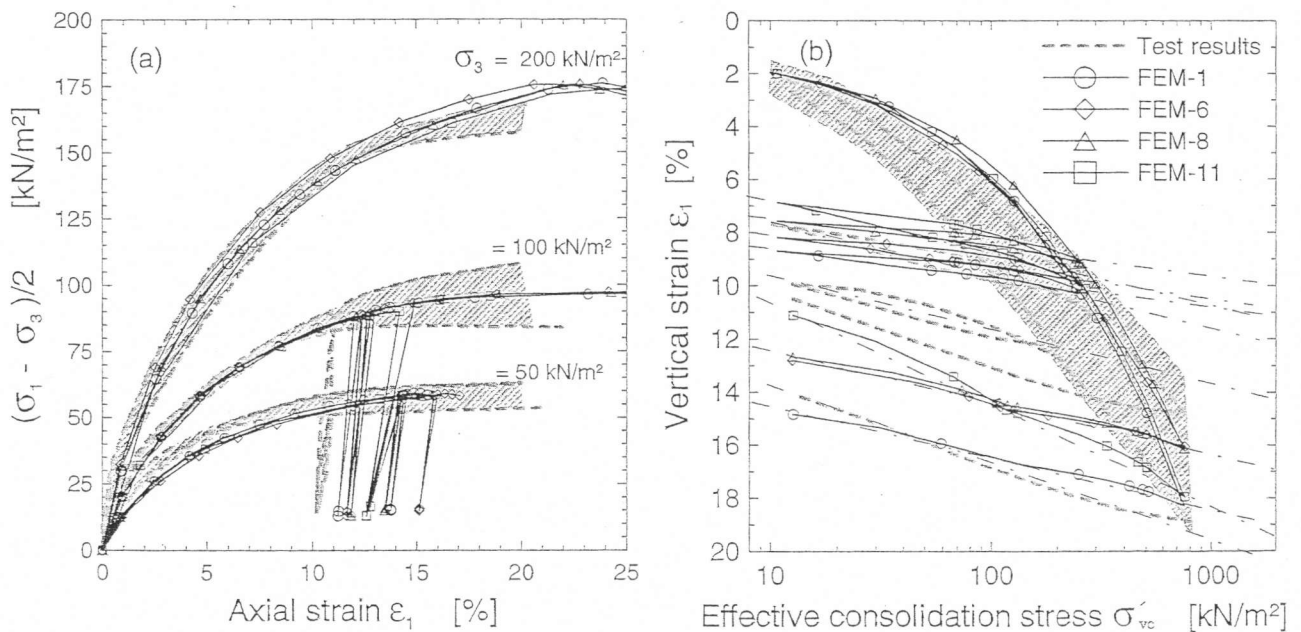 (a)
σ₃ = 200 kN/m²
= 100 kN/m²
= 50 kN/m²
200
175
150
125
100
75
50
25
0
(σ₁ - σ₃)/2 [kN/m²]
0 5 10 15 20 25
Axial strain ε₁ [%]
(b)
Test results
FEM-1
FEM-6
FEM-8
FEM-11
0
2
4
6
8
10
12
14
16
18
20
Vertical strain ε₁ [%]
10 100 1000
Effective consolidation stress σ´vc [kN/m²]